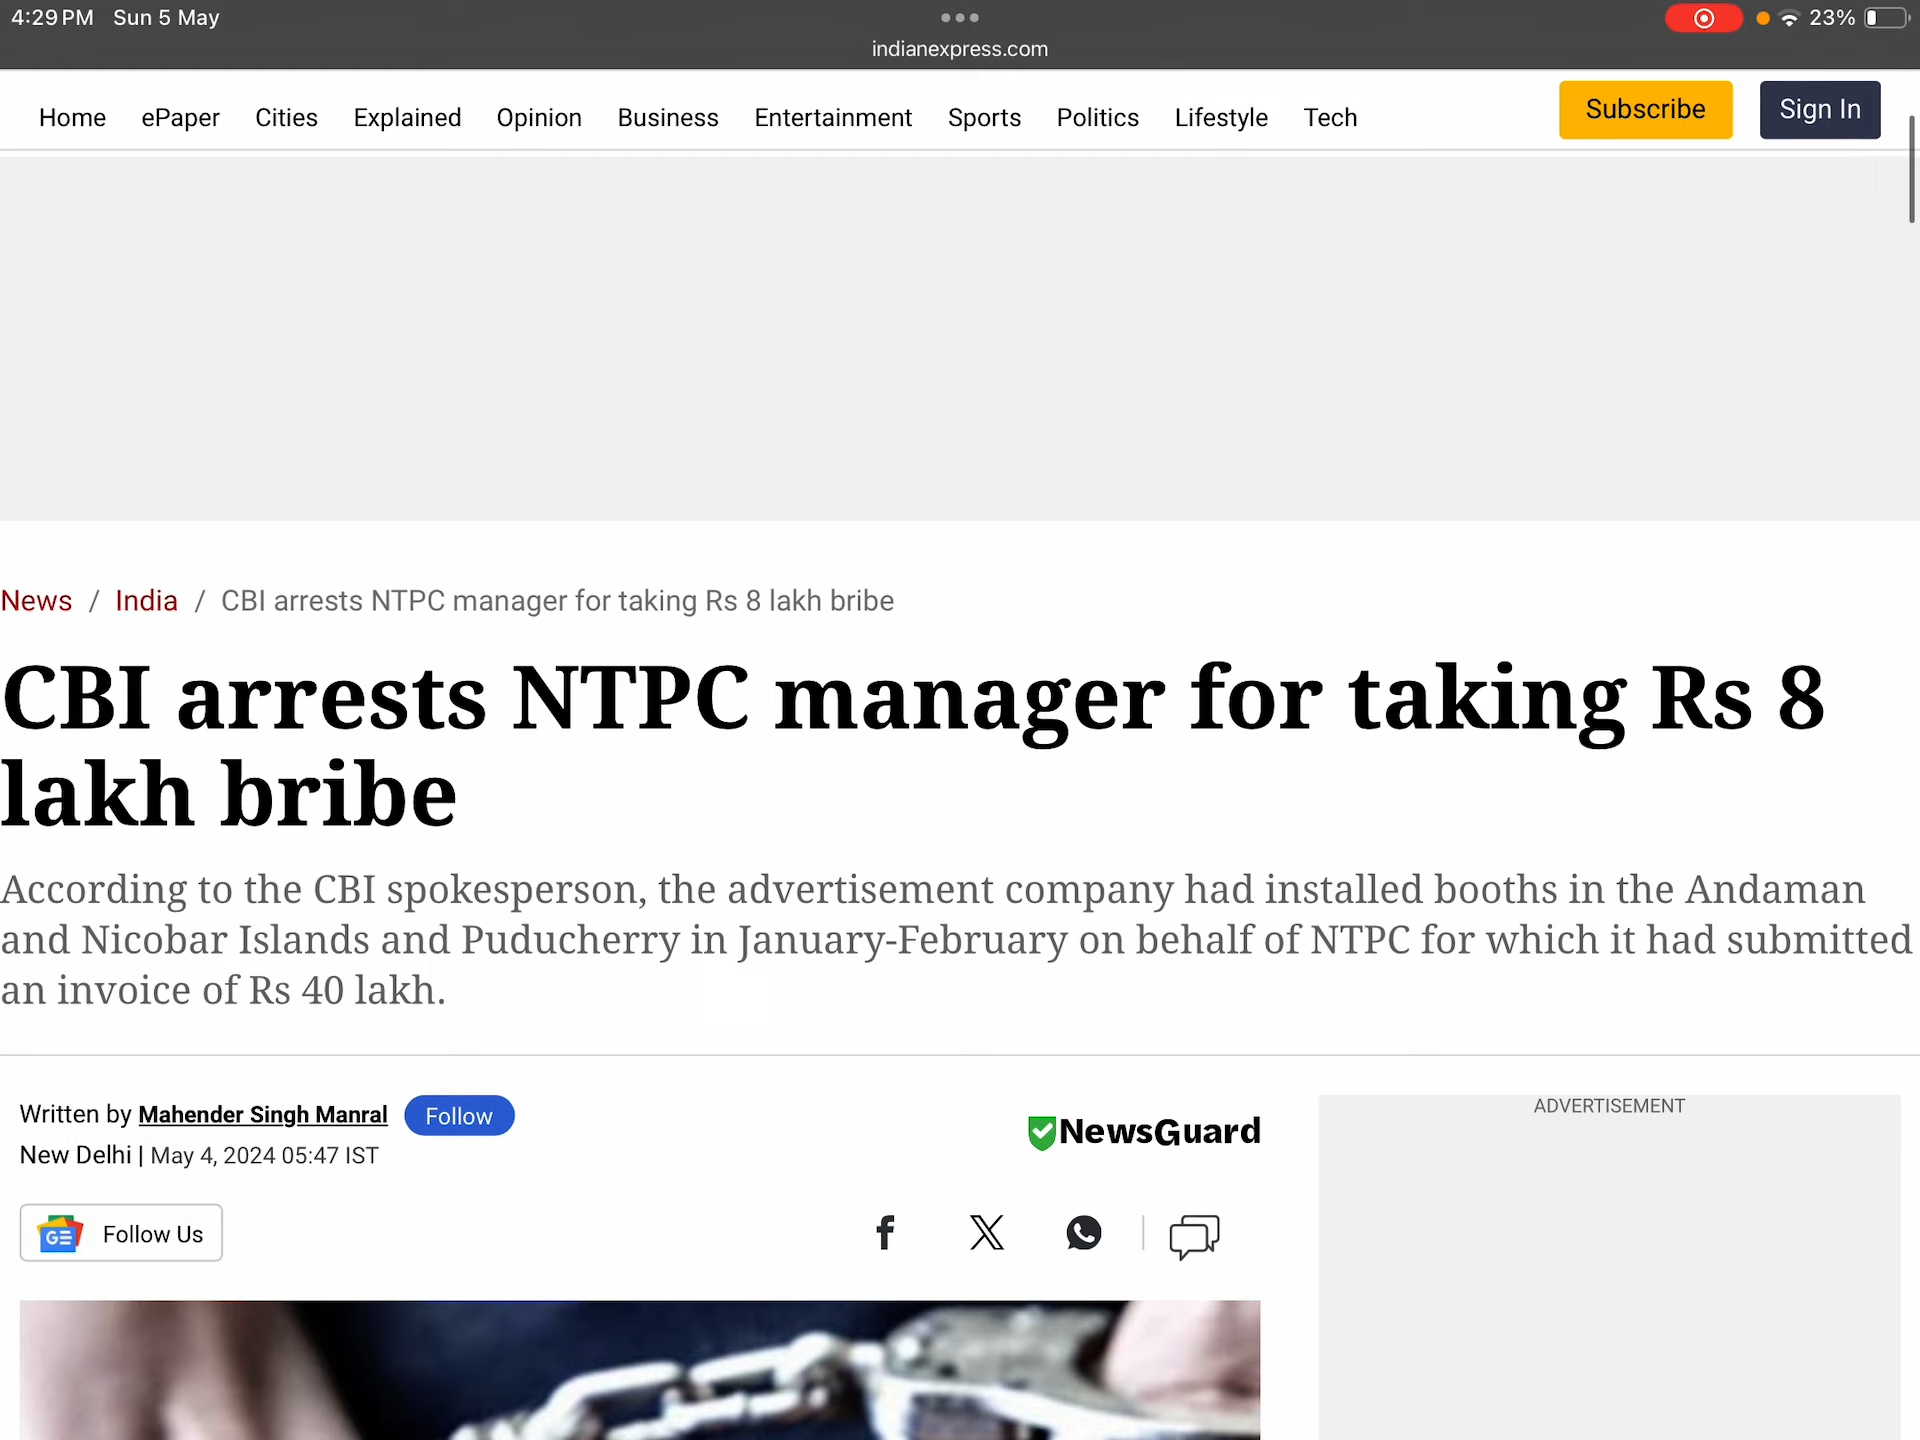 4:29 PM Sun 5 May
23%
indianexpress.com
Home ePaper Cities Explained Opinion Business Entertainment Sports Politics Lifestyle Tech
Subscribe
Sign In
News / India / CBI arrests NTPC manager for taking Rs 8 lakh bribe
CBI arrests NTPC manager for taking Rs 8
lakh bribe
According to the CBI spokesperson, the advertisement company had installed booths in the Andaman
and Nicobar Islands and Puducherry in January-February on behalf of NTPC for which it had submitted
an invoice of Rs 40 lakh.
Written by Mahender Singh Manral Follow
New Delhi | May 4, 2024 05:47 IST
NewsGuard
ADVERTISEMENT
GE Follow Us